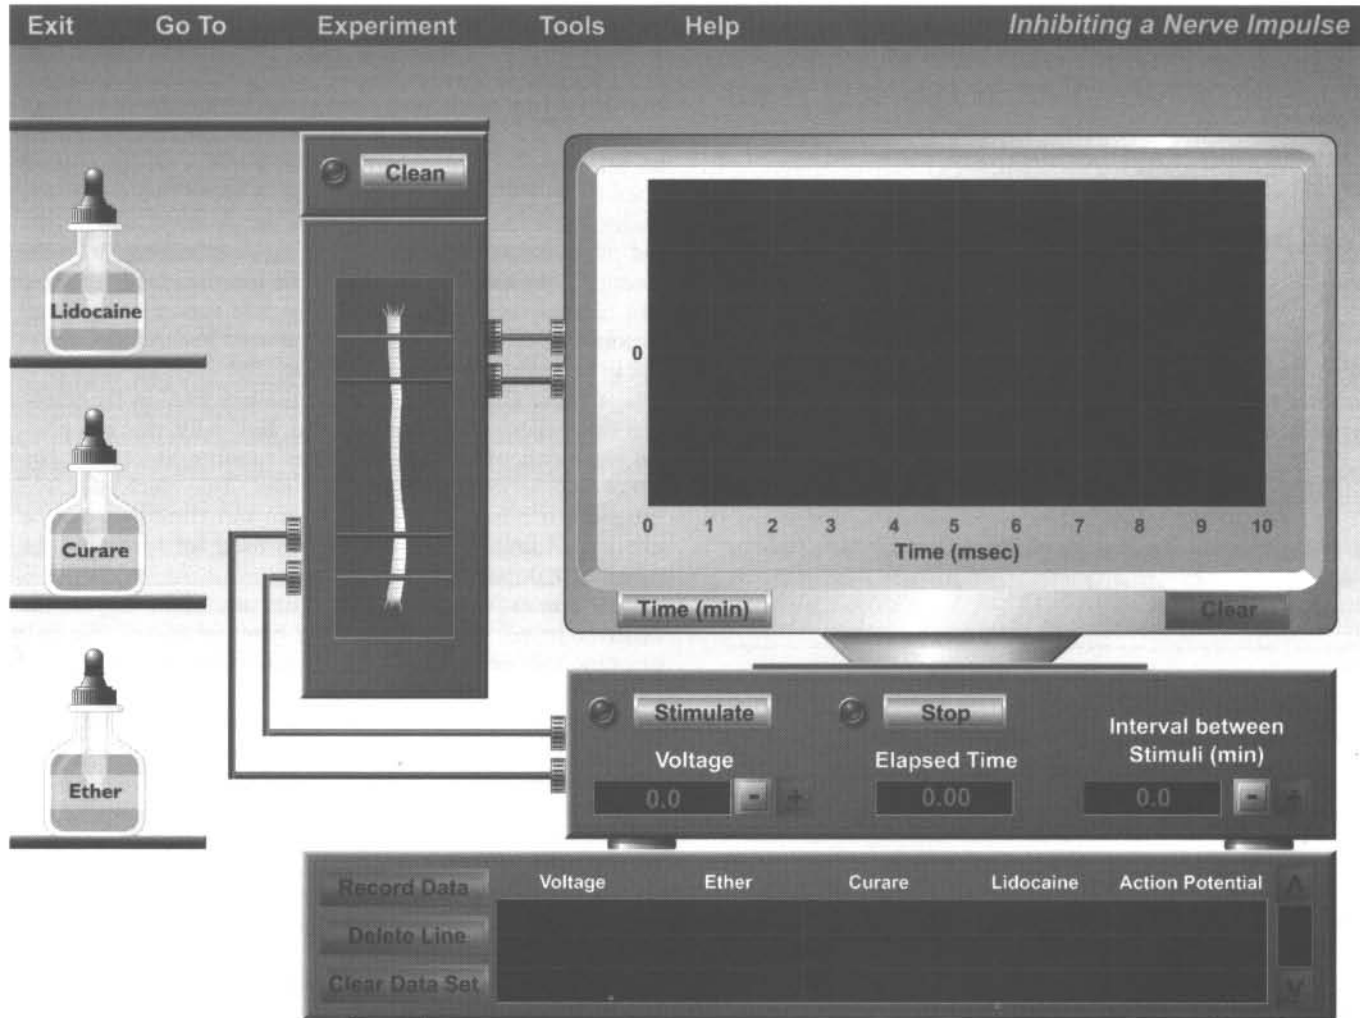 Exit Go To Experiment Tools Help Inhibiting a Nerve Impulse
Clean
Lidocaine
Curare
Ether
0
0 1 2 3 4 5 6 7 8 9 10
Time (msec)
Time (min) Clear
Stimulate Stop
Interval between
Stimuli (min)
Voltage Elapsed Time
0.0 - + 0.00 0.0 - +
Record Data Voltage Ether Curare Lidocaine Action Potential
Delete Line
Clear Data Set